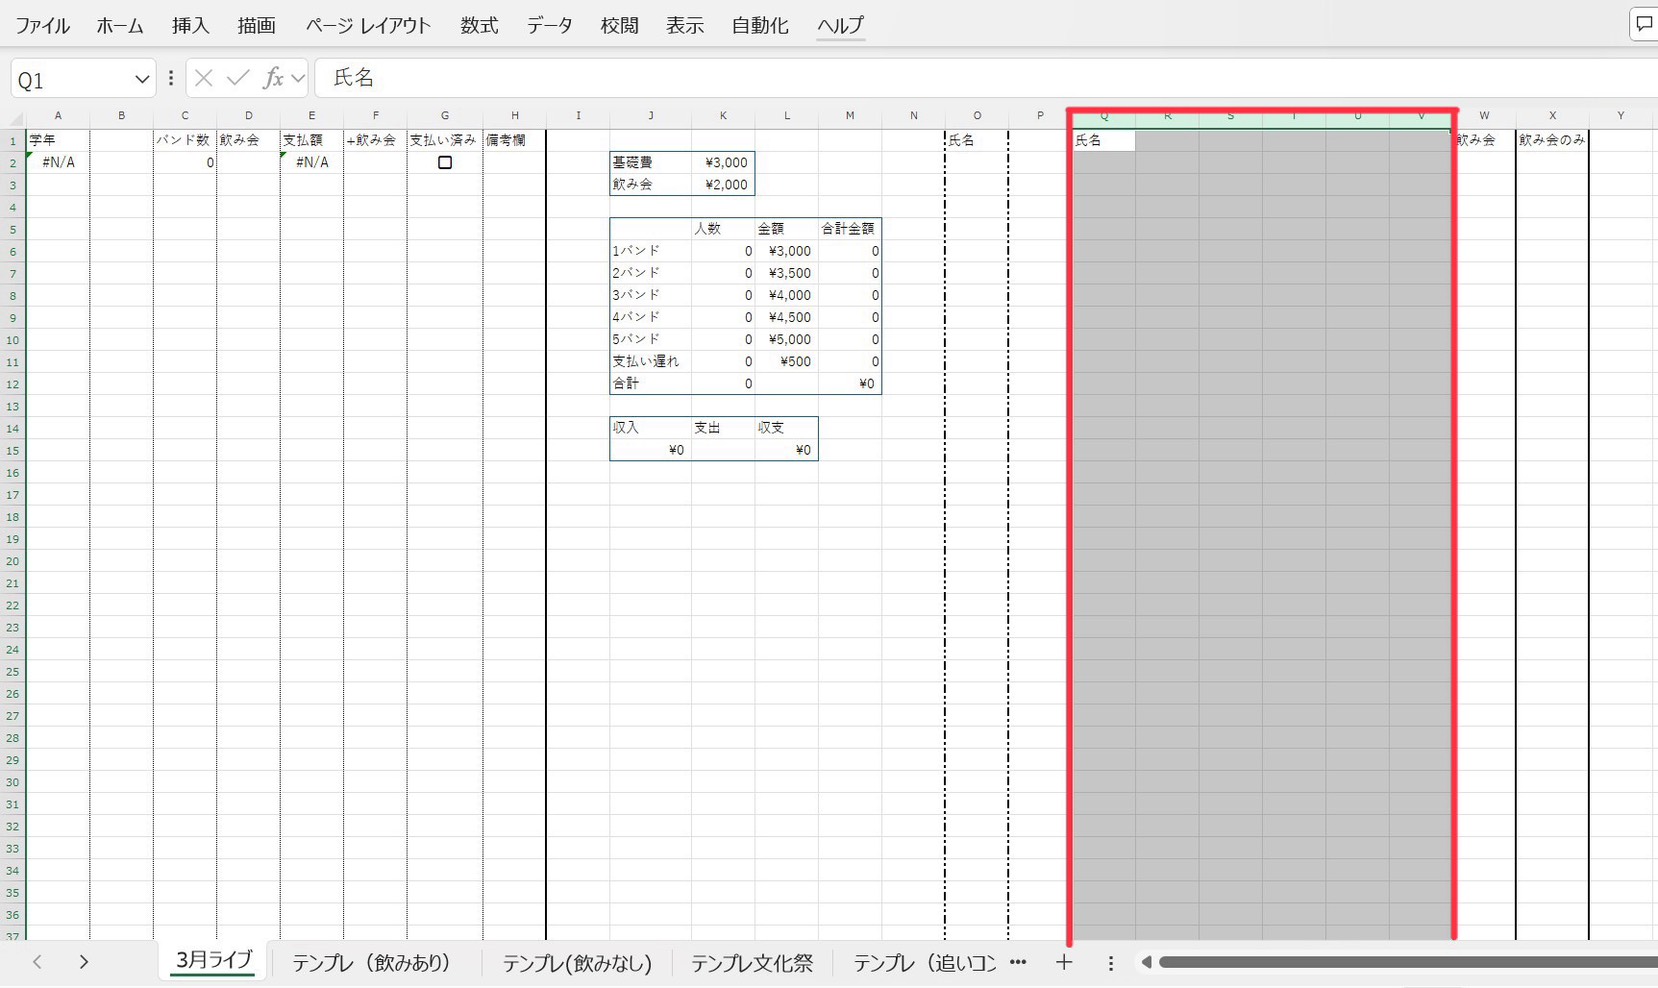 ファイル ホーム 挿入 描画 ページ レイアウト 数式 データ 校閲 表示 自動化 ヘルプ
Q1 fx 氏名
A B C D E F G H I J K L M N O P Q R S T U V W X Y
1 学年 バンド数 飲み会 支払額 +飲み会 支払い済み 備考欄 氏名 氏名 飲み会 飲み会のみ
2 #N/A 0 #N/A 基礎費 ¥3,000
3 飲み会 ¥2,000
4
5 人数 金額 合計金額
6 1バンド 0 ¥3,000 0
7 2バンド 0 ¥3,500 0
8 3バンド 0 ¥4,000 0
9 4バンド 0 ¥4,500 0
10 5バンド 0 ¥5,000 0
11 支払い遅れ 0 ¥500 0
12 合計 0 ¥0
13
14 収入 支出 収支
15 ¥0 ¥0
16
17
18
19
20
21
22
23
24
25
26
27
28
29
30
31
32
33
34
35
36
37
3月ライブ テンプレ（飲みあり） テンプレ(飲みなし) テンプレ文化祭 テンプレ（追いコン ••• +